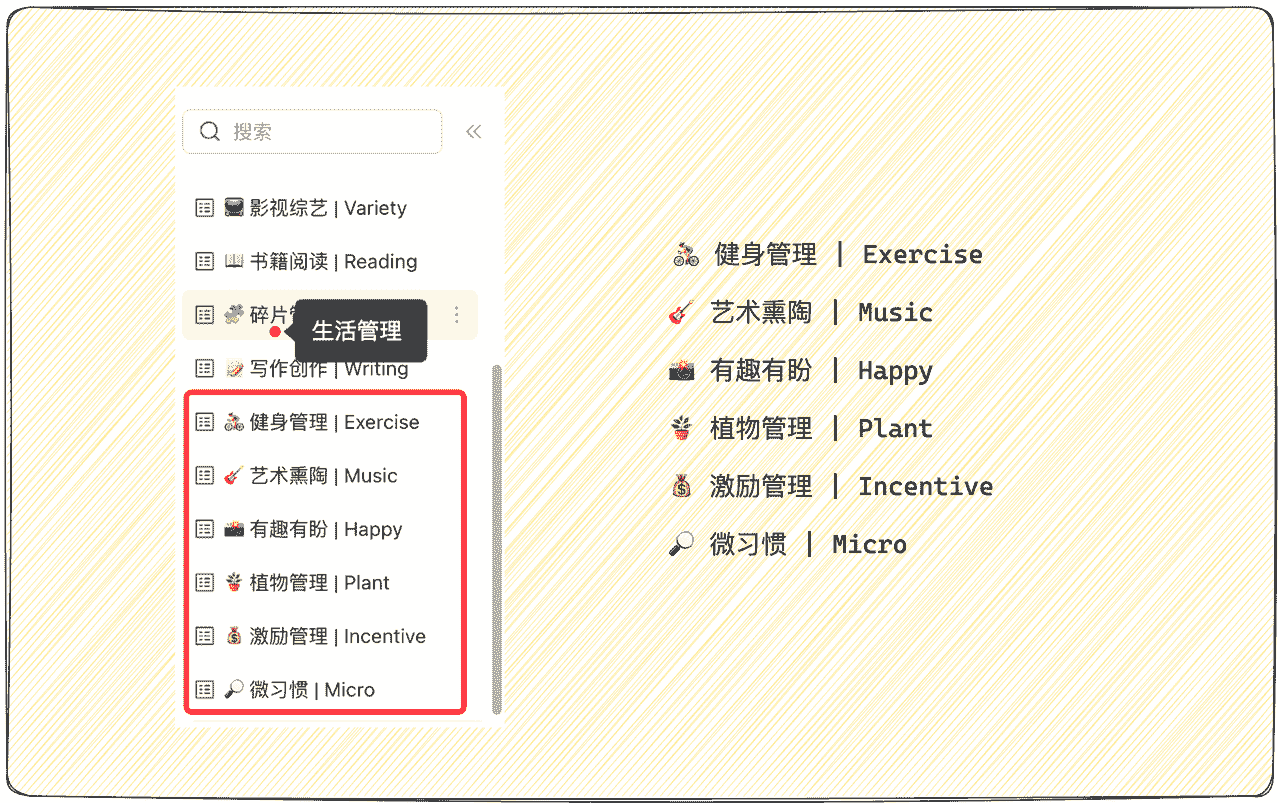 搜索
影视综艺 | Variety
书籍阅读 | Reading
碎片
生活管理
写作创作 | Writing
健身管理 | Exercise
艺术熏陶 | Music
有趣有盼 | Happy
植物管理 | Plant
激励管理 | Incentive
微习惯 | Micro
健身管理 | Exercise
艺术熏陶 | Music
有趣有盼 | Happy
植物管理 | Plant
激励管理 | Incentive
微习惯 | Micro